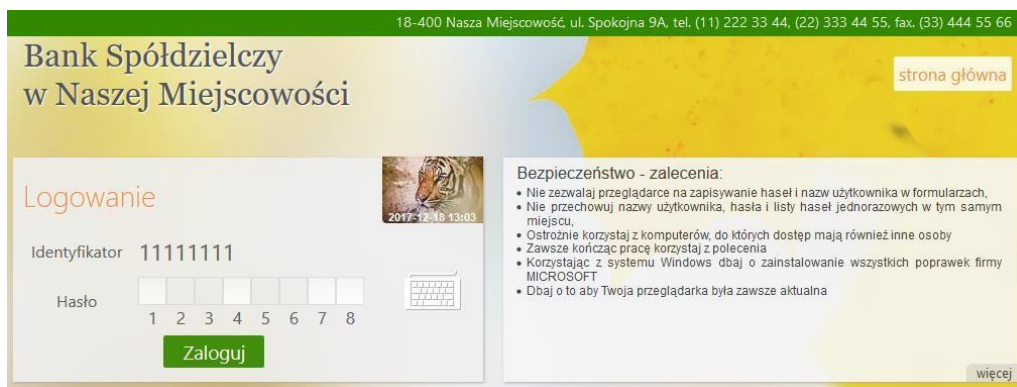 18-400 Nasza Miejscowość, ul. Spokojna 9A, tel. (11) 222 33 44, (22) 333 44 55, fax. (33) 444 55 66
Bank Spółdzielczy
w Naszej Miejscowości
strona główna
Logowanie
2017-12-18 13:03
Identyfikator 11111111
Hasło
1 2 3 4 5 6 7 8
Zaloguj
Bezpieczeństwo - zalecenia:
• Nie zezwalaj przeglądarce na zapisywanie haseł i nazw użytkownika w formularzach,
• Nie przechowuj nazwy użytkownika, hasła i listy haseł jednorazowych w tym samym
miejscu,
• Ostrożnie korzystaj z komputerów, do których dostęp mają również inne osoby
• Zawsze kończąc pracę korzystaj z polecenia
• Korzystając z systemu Windows dbaj o zainstalowanie wszystkich poprawek firmy
MICROSOFT
• Dbaj o to aby Twoja przeglądarka była zawsze aktualna
więcej